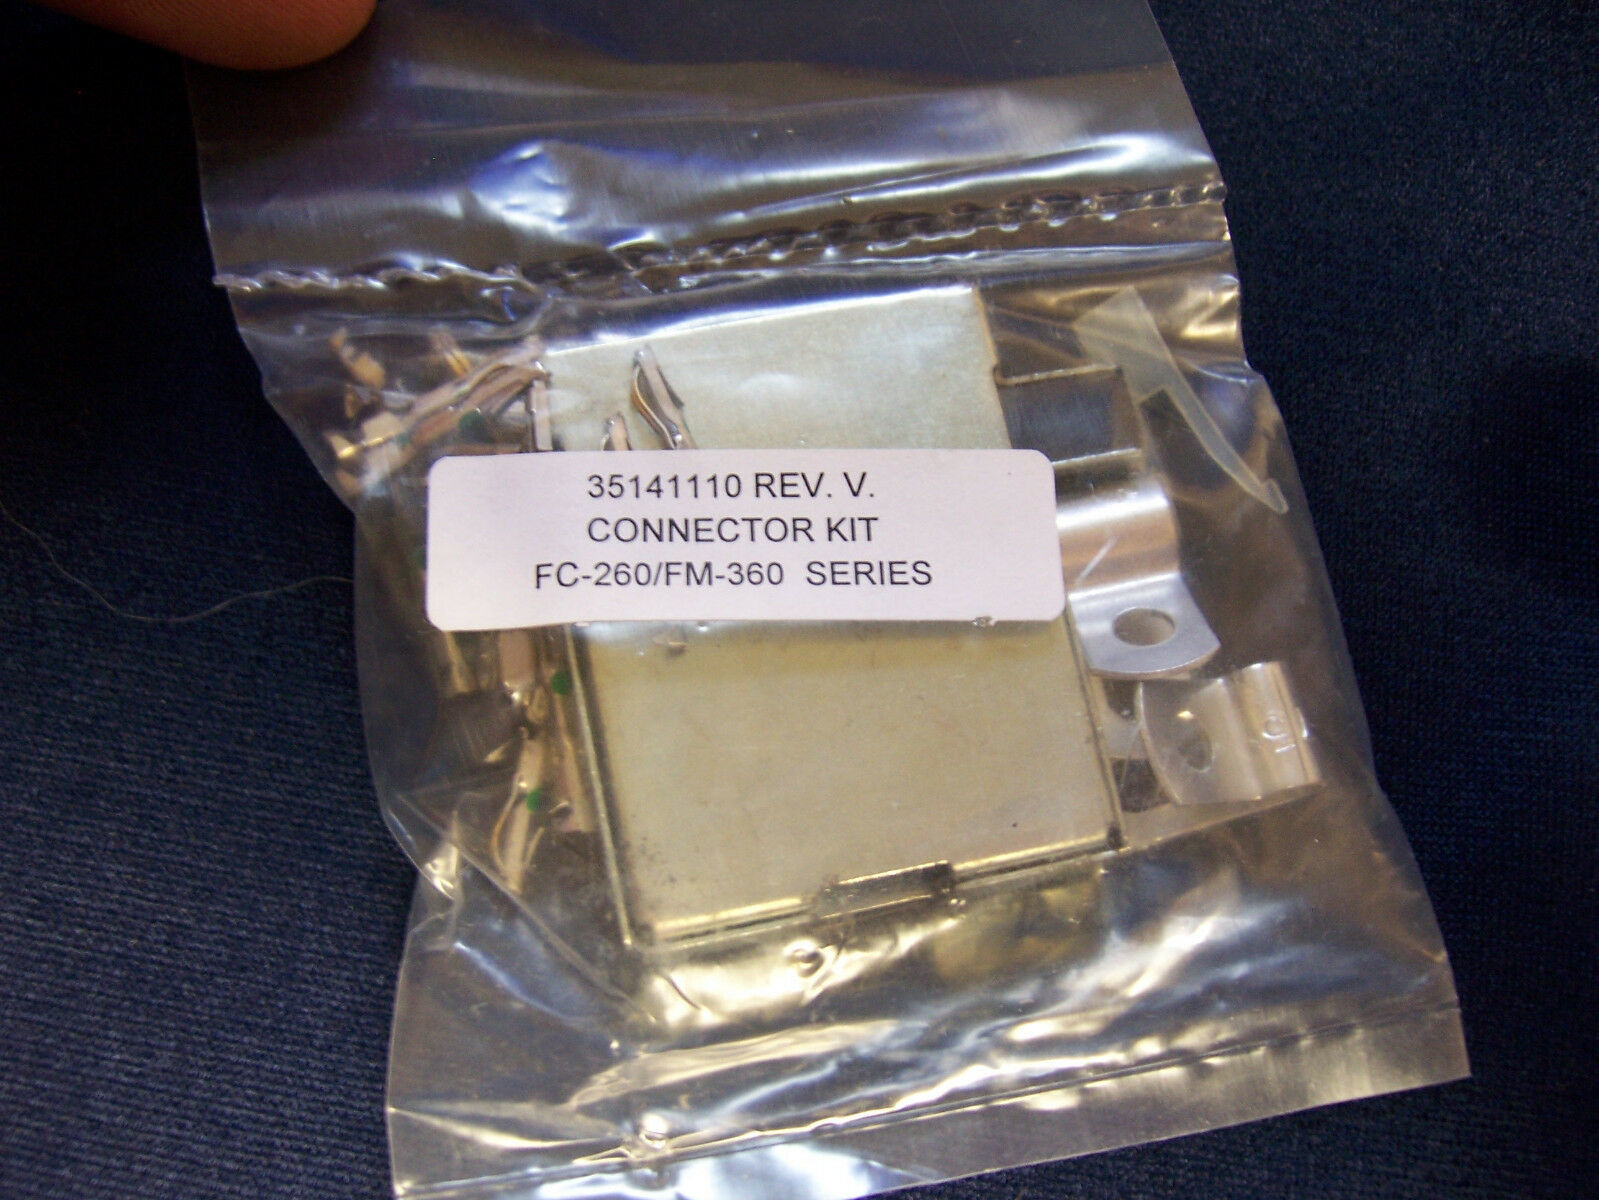 35141110 REV. V.
CONNECTOR KIT
FC-260/FM-360 SERIES